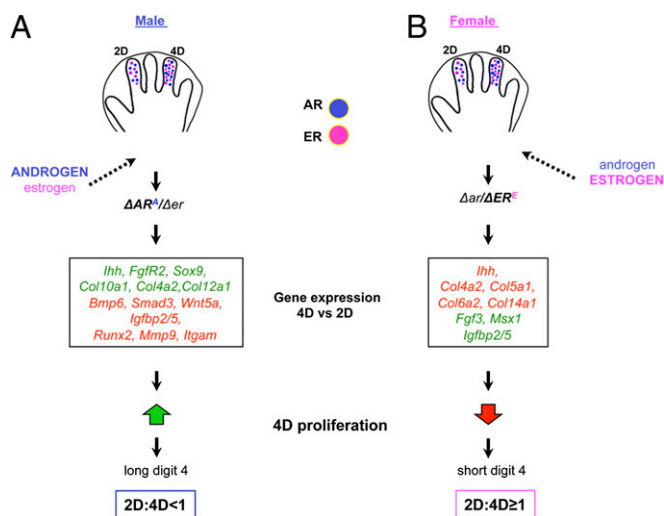 A
Male
2D
4D
ANDROGEN
estrogen
ΔARᴬ/Δer
Ihh, FgfR2, Sox9,
Col10a1, Col4a2,Col12a1
Bmp6, Smad3, Wnt5a,
Igfbp2/5,
Runx2, Mmp9, Itgam
long digit 4
2D:4D<1
AR
ER
Gene expression
4D vs 2D
4D proliferation
B
Female
2D
4D
androgen
ESTROGEN
Δar/ΔERᴱ
Ihh,
Col4a2, Col5a1,
Col6a2, Col14a1
Fgf3, Msx1
Igfbp2/5
short digit 4
2D:4D≥1